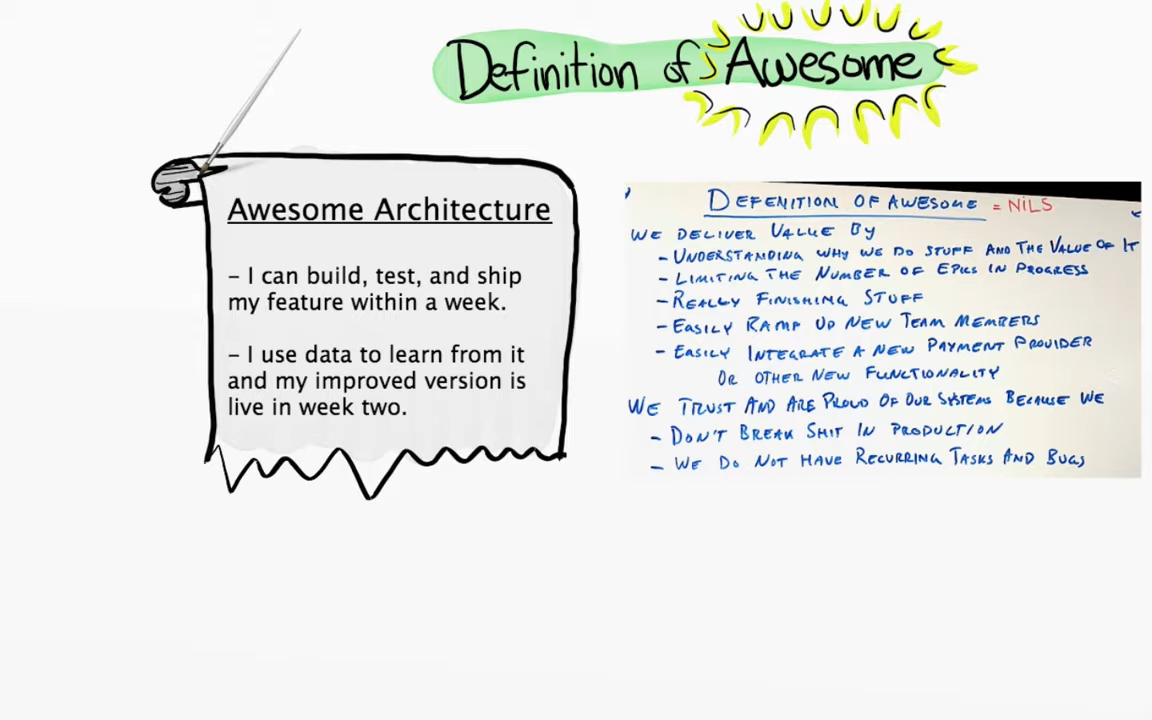 Definition of Awesome
Awesome Architecture
- I can build, test, and ship
my feature within a week.
- I use data to learn from it
and my improved version is
live in week two.
DEFENITION OF AWESOME = NILS
WE DELIVER VALUE BY
- UNDERSTANDING WHY WE DO STUFF AND THE VALUE OF IT
- LIMITING THE NUMBER OF EPICS IN PROGRESS
- REALLY FINISHING STUFF
- EASILY RAMP UP NEW TEAM MEMBERS
- EASILY INTEGRATE A NEW PAYMENT PROVIDER
OR OTHER NEW FUNCTIONALITY
WE TRUST AND ARE PROUD OF OUR SYSTEMS BECAUSE WE
- DON'T BREAK SHIT IN PRODUCTION
- WE DO NOT HAVE RECURRING TASKS AND BUGS